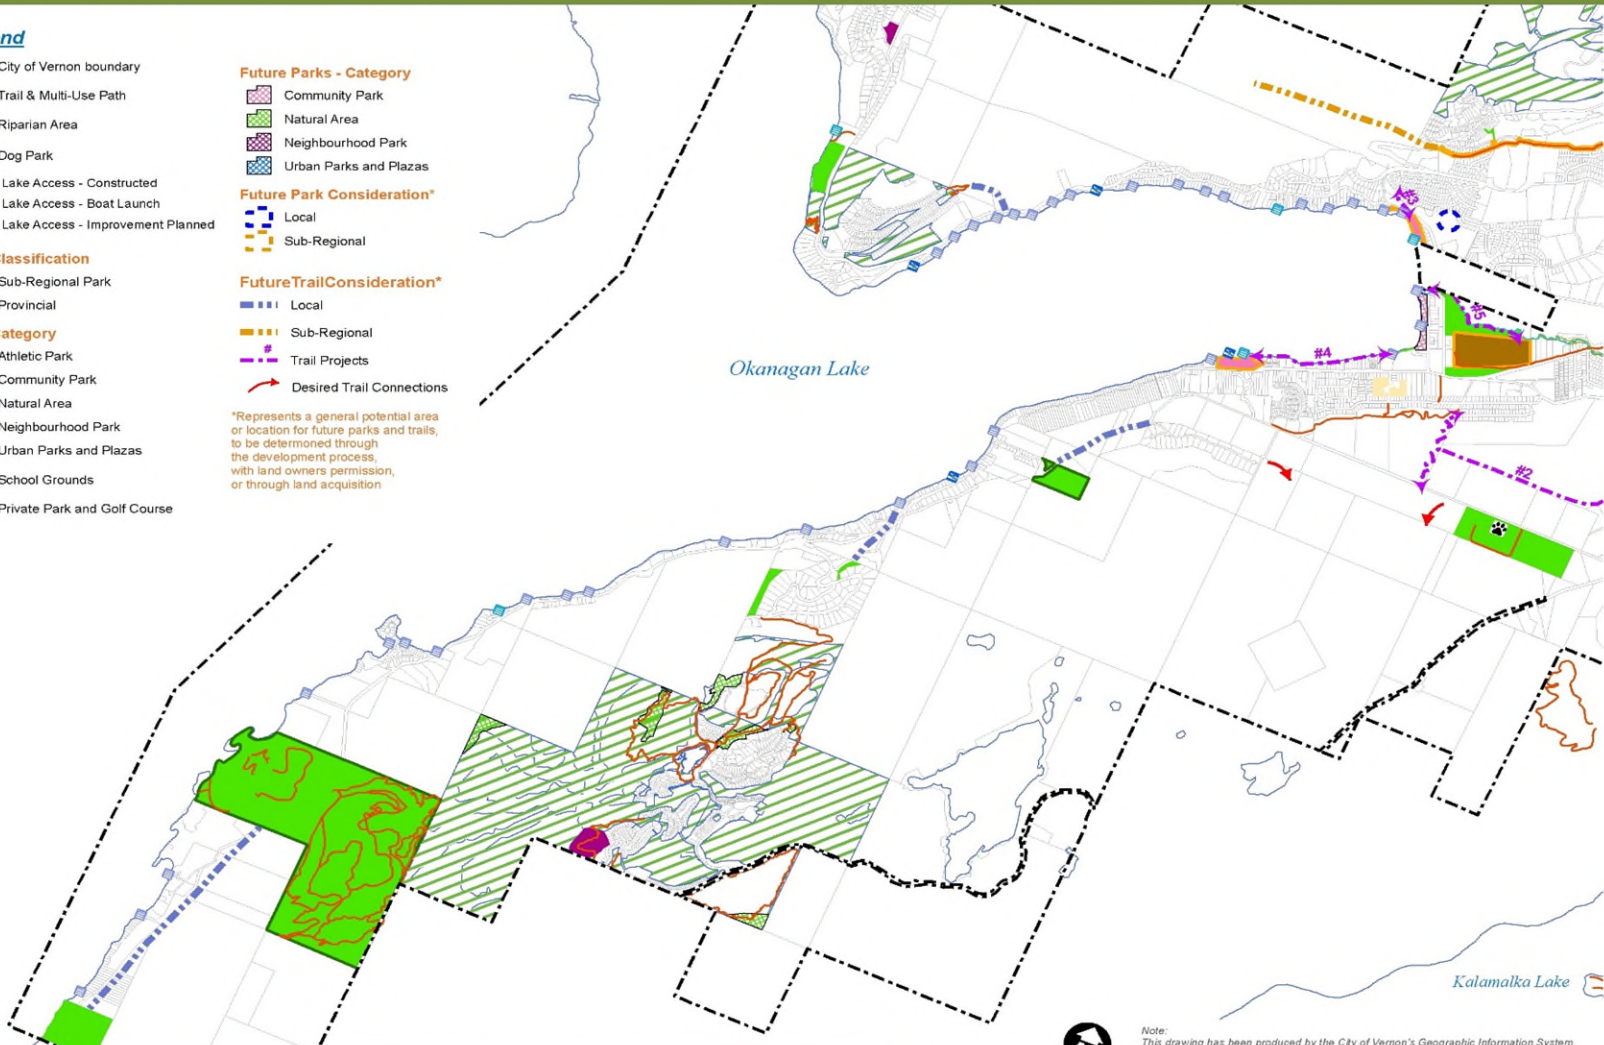 nd
City of Vernon boundary
Trail & Multi-Use Path
Riparian Area
Dog Park
Lake Access - Constructed
Lake Access - Boat Launch
Lake Access - Improvement Planned
lassification
Sub-Regional Park
Provincial
ategory
Athletic Park
Community Park
Natural Area
Neighbourhood Park
Urban Parks and Plazas
School Grounds
Private Park and Golf Course
Future Parks - Category
Community Park
Natural Area
Neighbourhood Park
Urban Parks and Plazas
Future Park Consideration*
Local
Sub-Regional
FutureTrailConsideration*
Local
Sub-Regional
#
Trail Projects
Desired Trail Connections
*Represents a general potential area
or location for future parks and trails,
to be determoned through
the development process,
with land owners permission,
or through land acquisition
#3
#5
#4
Okanagan Lake
#2
Kalamalka Lake
Note:
This drawing has been produced by the City of Vernon's Geographic Information System.